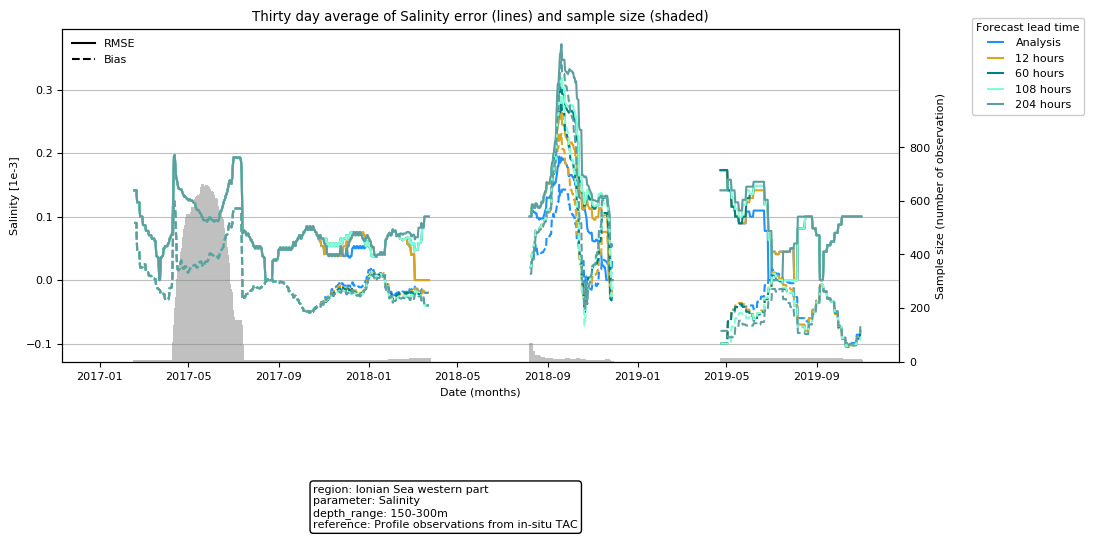 Thirty day average of Salinity error (lines) and sample size (shaded)
RMSE
Bias
Forecast lead time
Analysis
12 hours
60 hours
108 hours
204 hours
Salinity [1e-3]
0.3
0.2
0.1
0.0
−0.1
Sample size (number of observation)
800
600
400
200
0
2017-01
2017-05
2017-09
2018-01
2018-05
2018-09
2019-01
2019-05
2019-09
Date (months)
region: Ionian Sea western part
parameter: Salinity
depth_range: 150-300m
reference: Profile observations from in-situ TAC